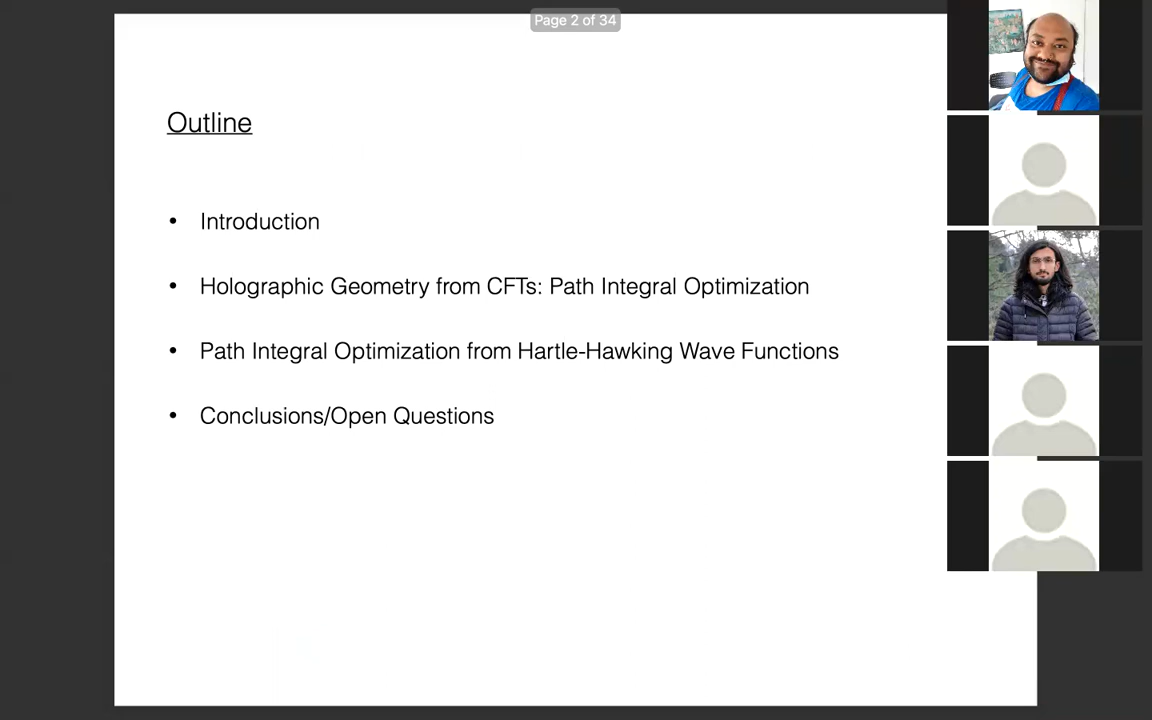 Page 2 of 34
Outline
• Introduction
• Holographic Geometry from CFTs: Path Integral Optimization
• Path Integral Optimization from Hartle-Hawking Wave Functions
• Conclusions/Open Questions